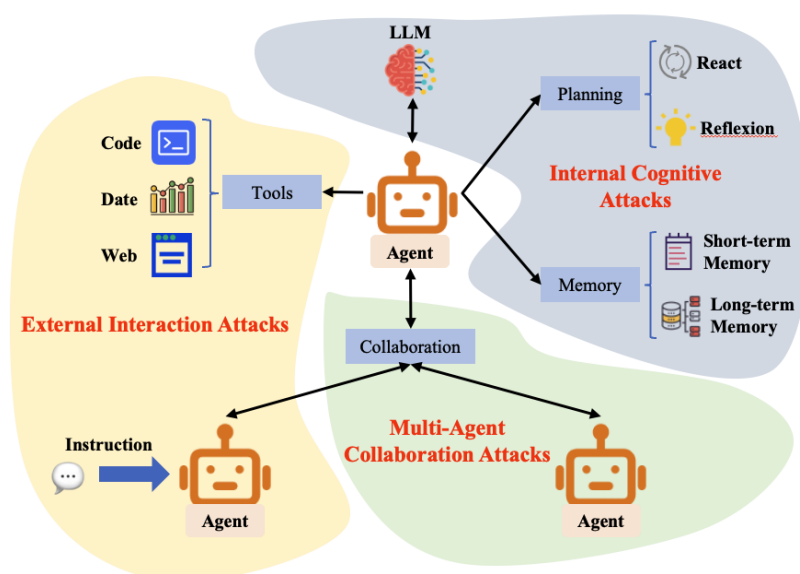 LLM
Planning
React
Reflexion
Internal Cognitive
Attacks
Code
Date
Web
Tools
Agent
Memory
Short-term
Memory
Long-term
Memory
External Interaction Attacks
Collaboration
Multi-Agent
Collaboration Attacks
Instruction
Agent
Agent